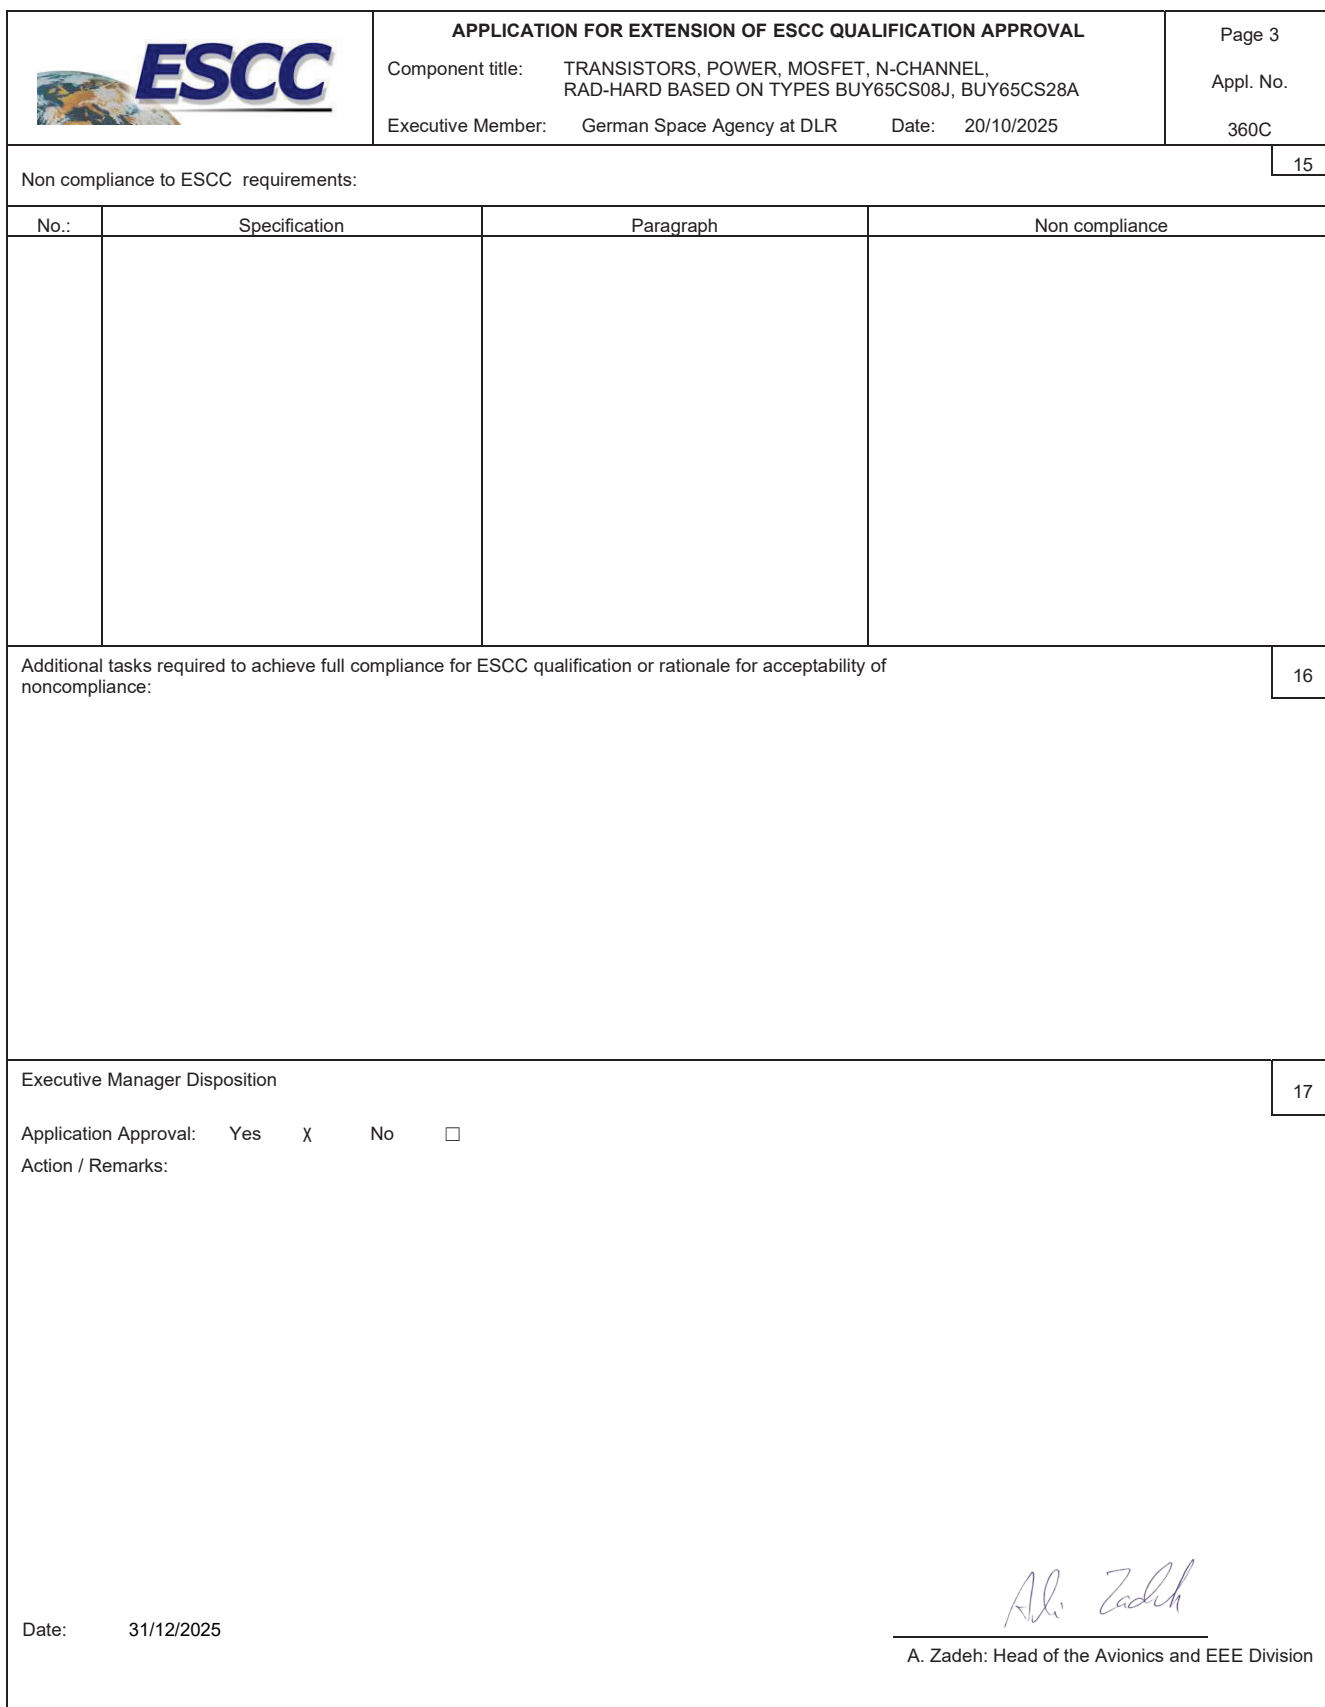 ESCC
APPLICATION FOR EXTENSION OF ESCC QUALIFICATION APPROVAL
Component title: TRANSISTORS, POWER, MOSFET, N-CHANNEL,
RAD-HARD BASED ON TYPES BUY65CS08J, BUY65CS28A
Executive Member: German Space Agency at DLR Date: 20/10/2025
Page 3
Appl. No.
360C
Non compliance to ESCC requirements:
15
No.: Specification Paragraph Non compliance
Additional tasks required to achieve full compliance for ESCC qualification or rationale for acceptability of
noncompliance:
16
Executive Manager Disposition
17
Application Approval: Yes X No ☐
Action / Remarks:
Ali Zadeh
Date: 31/12/2025
A. Zadeh: Head of the Avionics and EEE Division